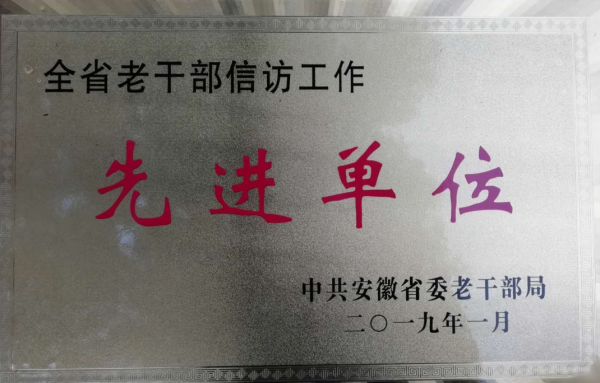 全省老干部信访工作
先进单位
中共安徽省委老干部局
二〇一九年一月